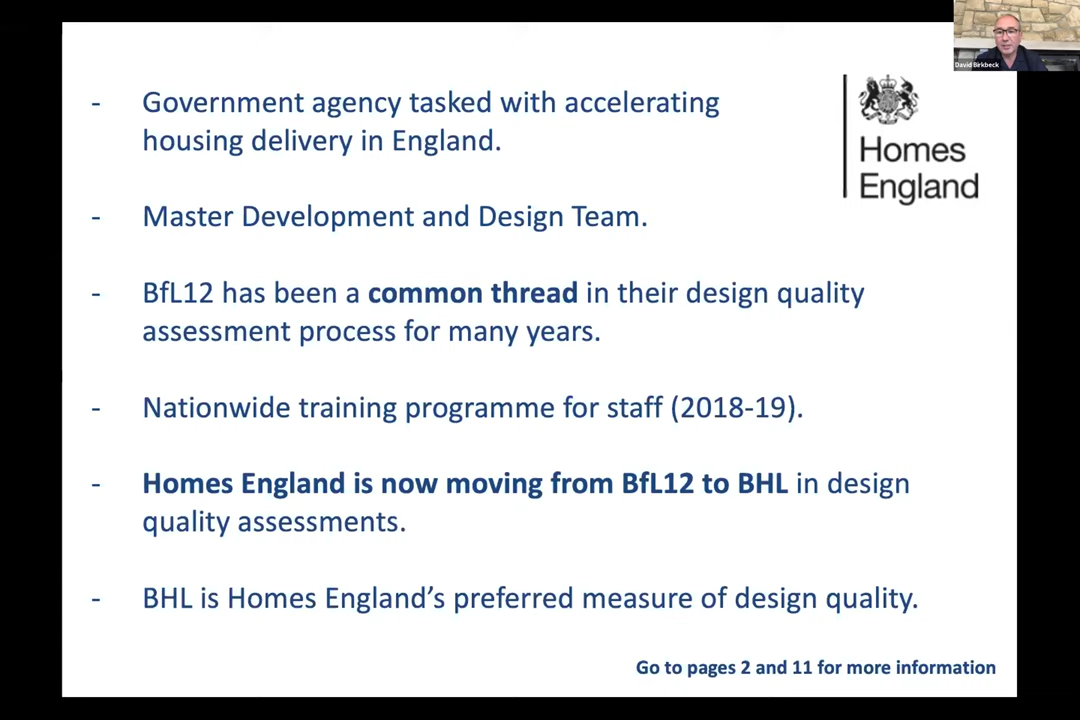 David Birkbeck
Homes
England
- Government agency tasked with accelerating
housing delivery in England.
- Master Development and Design Team.
- BfL12 has been a common thread in their design quality
assessment process for many years.
- Nationwide training programme for staff (2018-19).
- Homes England is now moving from BfL12 to BHL in design
quality assessments.
- BHL is Homes England’s preferred measure of design quality.
Go to pages 2 and 11 for more information